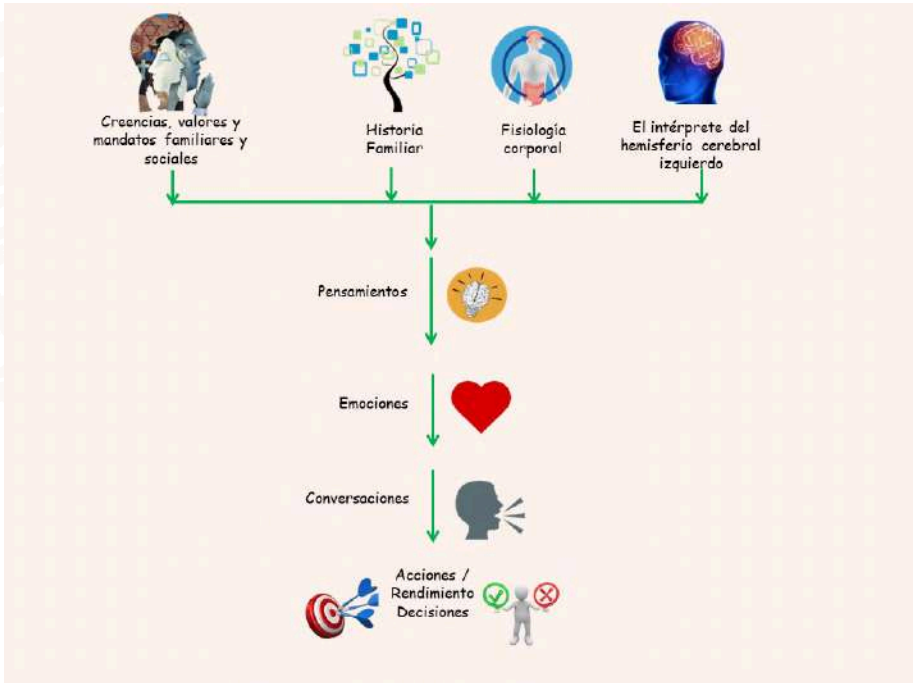 Creencias, valores y
mandatos familiares y
sociales
Historia
Familiar
Fisiología
corporal
El intérprete del
hemisferio cerebral
izquierdo
Pensamientos
Emociones
Conversaciones
Acciones /
Rendimiento
Decisiones